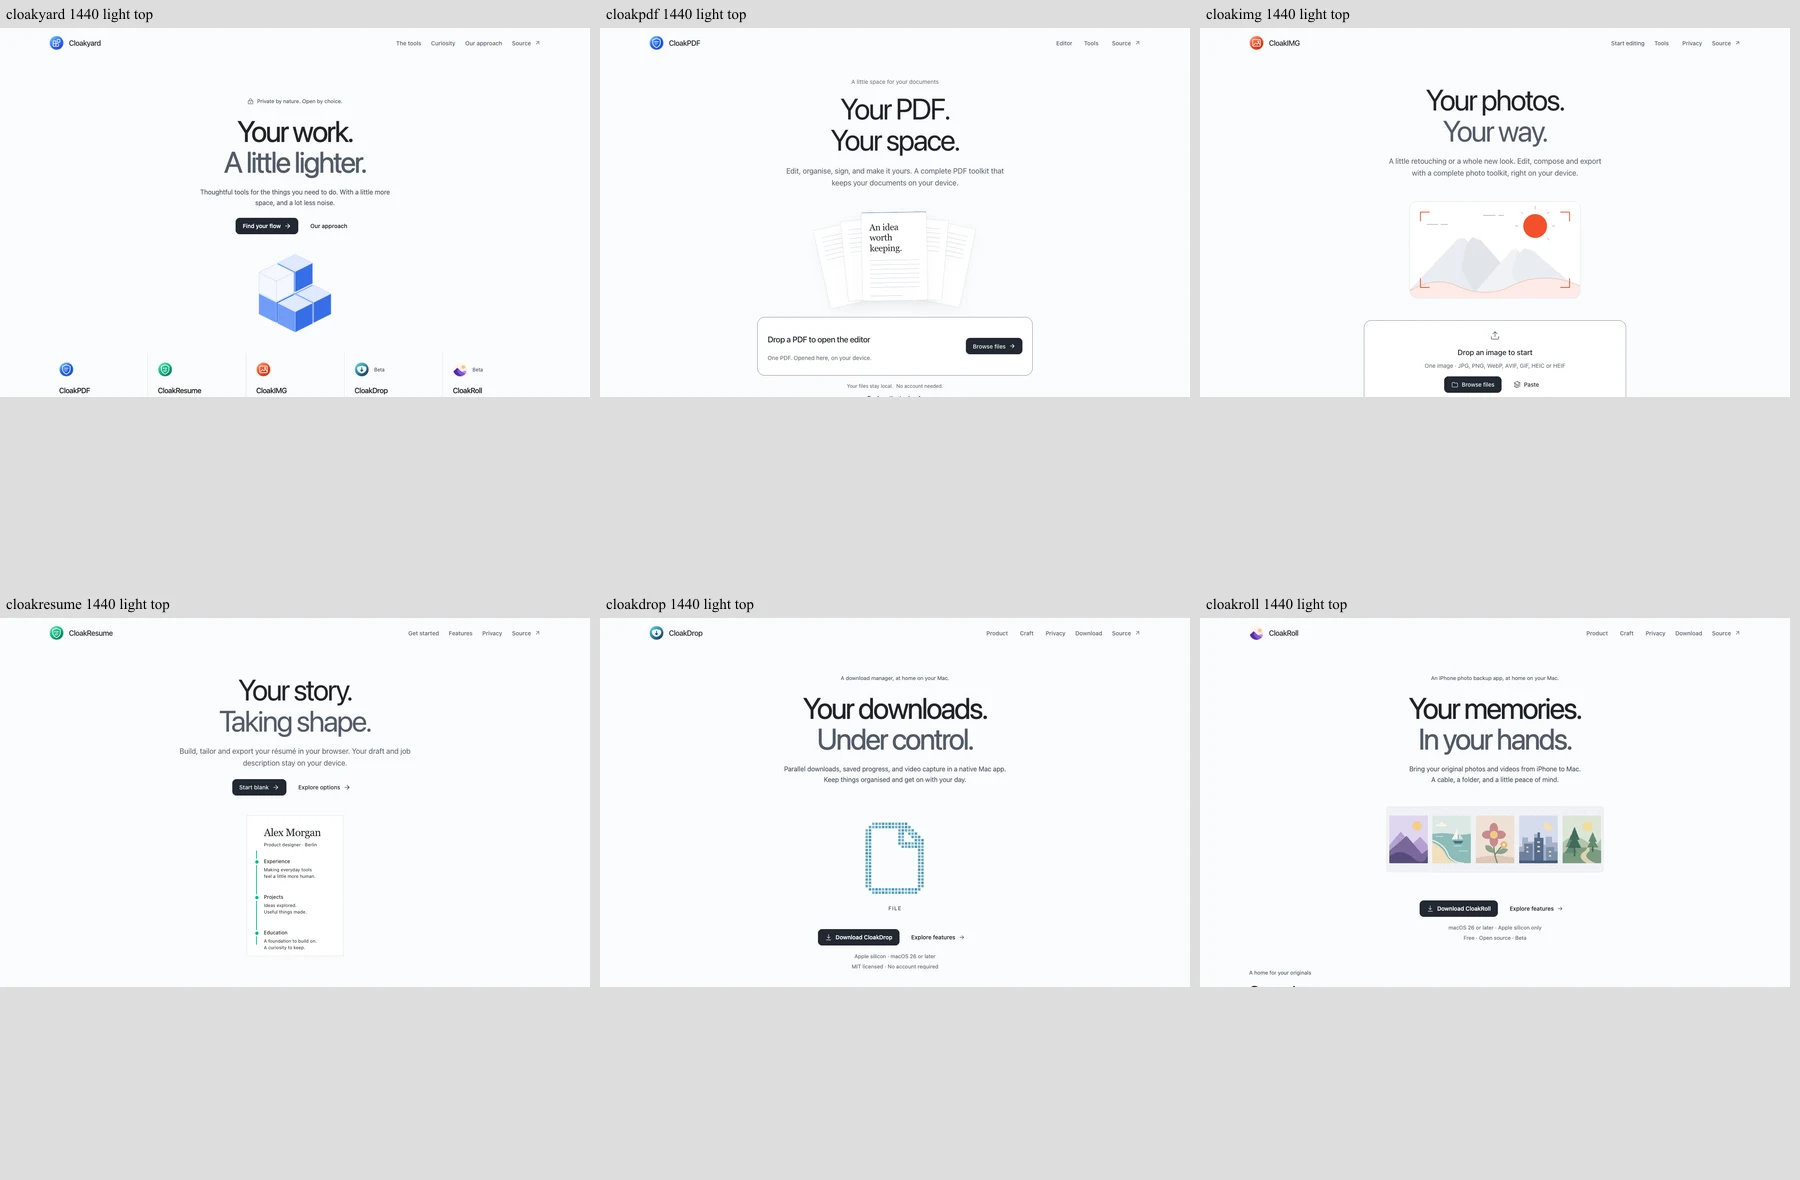 cloakyard 1440 light top
Cloakyard
The tools Curiosity Our approach Source ↗
Private by nature. Open by choice.
Your work.
A little lighter.
Thoughtful tools for the things you need to do. With a little more
space, and a lot less noise.
Find your flow → Our approach
Beta Beta
CloakPDF CloakResume CloakIMG CloakDrop CloakRoll
cloakpdf 1440 light top
CloakPDF
Editor Tools Source ↗
A little space for your documents
Your PDF.
Your space.
Edit, organise, sign, and make it yours. A complete PDF toolkit that
keeps your documents on your device.
An idea
worth
keeping.
Drop a PDF to open the editor
One PDF. Opened here, on your device.
Browse files →
Your files stay local. No account needed.
cloakimg 1440 light top
CloakIMG
Start editing Tools Privacy Source ↗
Your photos.
Your way.
A little retouching or a whole new look. Edit, compose and export
with a complete photo toolkit, right on your device.
Drop an image to start
One image · JPG, PNG, WebP, AVIF, GIF, HEIC or HEIF
Browse files Paste
cloakresume 1440 light top
CloakResume
Get started Features Privacy Source ↗
Your story.
Taking shape.
Build, tailor and export your résumé in your browser. Your draft and job
description stay on your device.
Start blank → Explore options →
Alex Morgan
Product designer · Berlin
Experience
Making everyday tools
feel a little more human.
Projects
Ideas explored.
Useful things made.
Education
A foundation to build on.
A curiosity to keep.
cloakdrop 1440 light top
CloakDrop
Product Craft Privacy Download Source ↗
A download manager, at home on your Mac.
Your downloads.
Under control.
Parallel downloads, saved progress, and video capture in a native Mac app.
Keep things organised and get on with your day.
FILE
Download CloakDrop Explore features →
Apple silicon · macOS 26 or later
MIT licensed · No account required
cloakroll 1440 light top
CloakRoll
Product Craft Privacy Download Source ↗
An iPhone photo backup app, at home on your Mac.
Your memories.
In your hands.
Bring your original photos and videos from iPhone to Mac.
A cable, a folder, and a little peace of mind.
Download CloakRoll Explore features →
macOS 26 or later · Apple silicon only
Free · Open source · Beta
A home for your originals